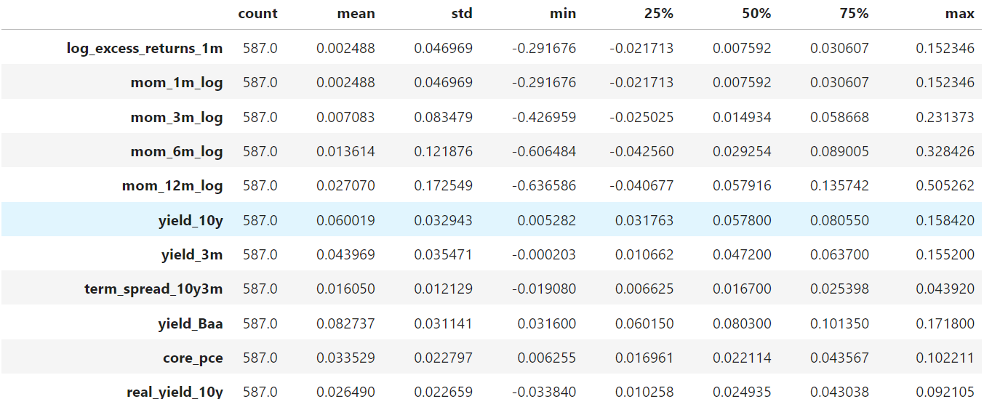 count mean std min 25% 50% 75% max
log_excess_returns_1m 587.0 0.002488 0.046969 -0.291676 -0.021713 0.007592 0.030607 0.152346
mom_1m_log 587.0 0.002488 0.046969 -0.291676 -0.021713 0.007592 0.030607 0.152346
mom_3m_log 587.0 0.007083 0.083479 -0.426959 -0.025025 0.014934 0.058668 0.231373
mom_6m_log 587.0 0.013614 0.121876 -0.606484 -0.042560 0.029254 0.089005 0.328426
mom_12m_log 587.0 0.027070 0.172549 -0.636586 -0.040677 0.057916 0.135742 0.505262
yield_10y 587.0 0.060019 0.032943 0.005282 0.031763 0.057800 0.080550 0.158420
yield_3m 587.0 0.043969 0.035471 -0.000203 0.010662 0.047200 0.063700 0.155200
term_spread_10y3m 587.0 0.016050 0.012129 -0.019080 0.006625 0.016700 0.025398 0.043920
yield_Baa 587.0 0.082737 0.031141 0.031600 0.060150 0.080300 0.101350 0.171800
core_pce 587.0 0.033529 0.022797 0.006255 0.016961 0.022114 0.043567 0.102211
real_yield_10y 587.0 0.026490 0.022659 -0.033840 0.010258 0.024935 0.043038 0.092105